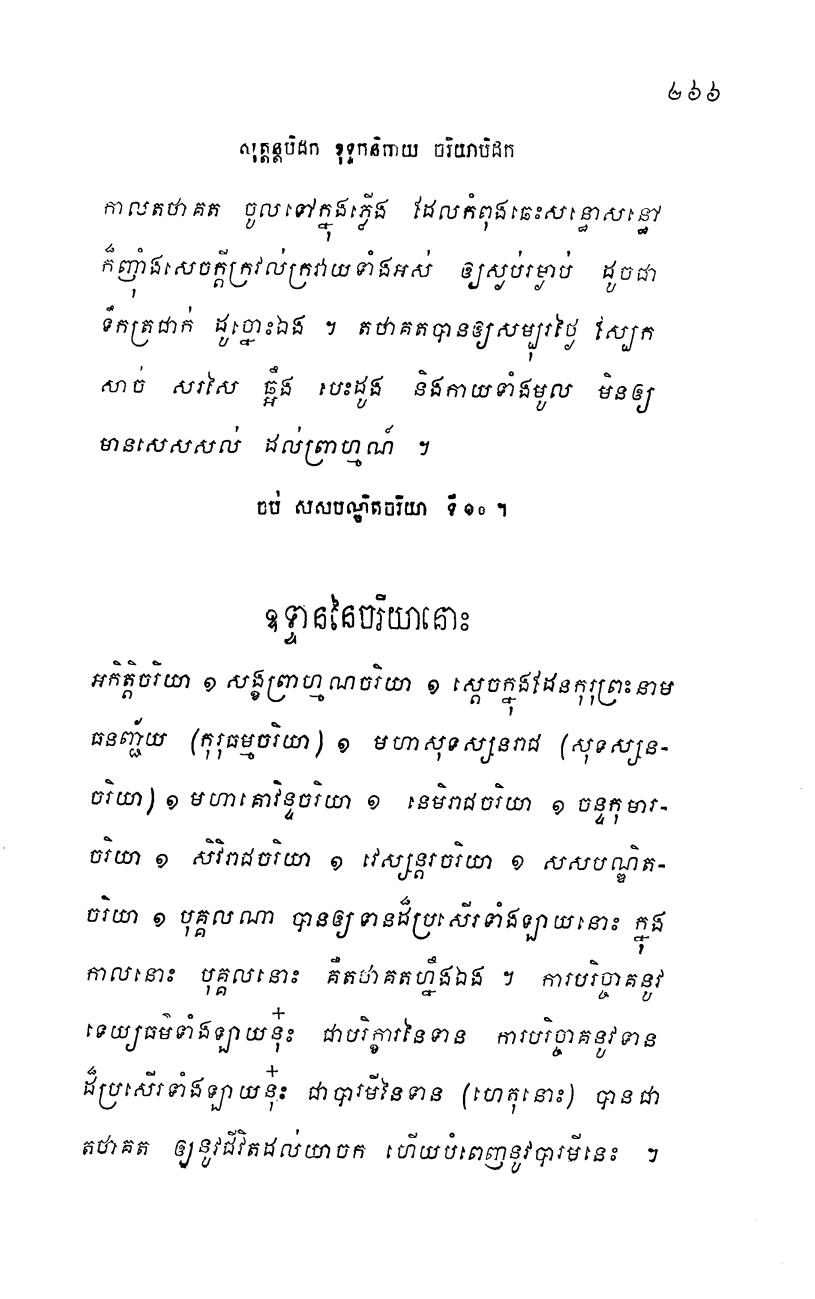 ២៦៦
សុត្តន្តបិដក ខុទ្ទកនិកាយ ចរិយាបិដក
កាលតថាគត ចូលទៅក្នុងភ្លើង ដែលកំពុងឆេះសន្ធោសន្ធៅ
ក៏ញ៉ាំងសេចក្តីក្រវល់ក្រវាយទាំងអស់ ឲ្យស្ងប់រម្ងាប់ ដូចជា
ទឹកត្រជាក់ ដូច្នោះឯង ។ តថាគតបានឲ្យសម្បុរថ្លៃ ស្បែក
សាច់ សរសៃ ឆ្អឹង បេះដូង និងកាយទាំងមូល មិនឲ្យ
មានសេសសល់ ដល់ព្រាហ្មណ៍ ។
ចប់ សសបណ្ឌិតចរិយា ទី ១០ ។
ឧទ្ទាននៃចរិយានោះ
អកិត្តិចរិយា ១ សង្ខព្រាហ្មណចរិយា ១ ស្តេចក្នុងដែនកុរុព្រះនាម
ធនញ្ជ័យ (កុរុធម្មចរិយា) ១ មហាសុទស្សនរាជ (សុទស្សន-
ចរិយា) ១ មហាគោវិន្ទចរិយា ១ នេមិរាជចរិយា ១ ចន្ទកុមារ-
ចរិយា ១ សិវិរាជចរិយា ១ វេស្សន្តរចរិយា ១ សសបណ្ឌិត-
ចរិយា ១ បុគ្គលណា បានឲ្យទានដ៏ប្រសើរទាំងឡាយនោះ ក្នុង
កាលនោះ បុគ្គលនោះ គឺតថាគតហ្នឹងឯង ។ ការបរិច្ចាគនូវ
ទេយ្យធម៌ទាំងឡាយនុ៎ះ ជាបរិក្ខារនៃទាន ការបរិច្ចាគនូវទាន
ដ៏ប្រសើរទាំងឡាយនុ៎ះ ជាបារមីនៃទាន (ហេតុនោះ) បានជា
តថាគត ឲ្យនូវជីវិតដល់យាចក ហើយបំពេញនូវបារមីនេះ ។